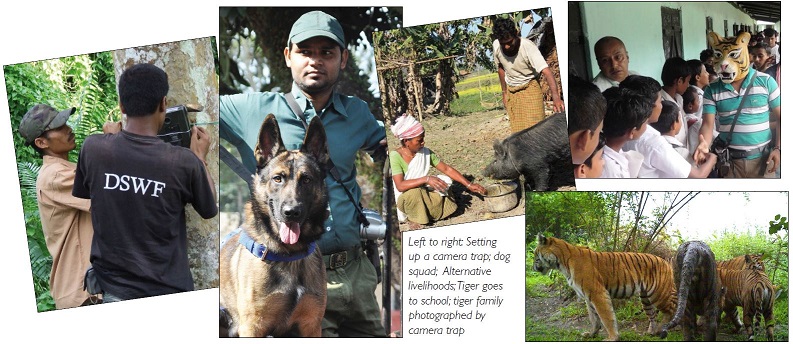 DSWF
Left to right: Setting
up a camera trap; dog
squad; Alternative
livelihoods; Tiger goes
to school; tiger family
photographed by
camera trap